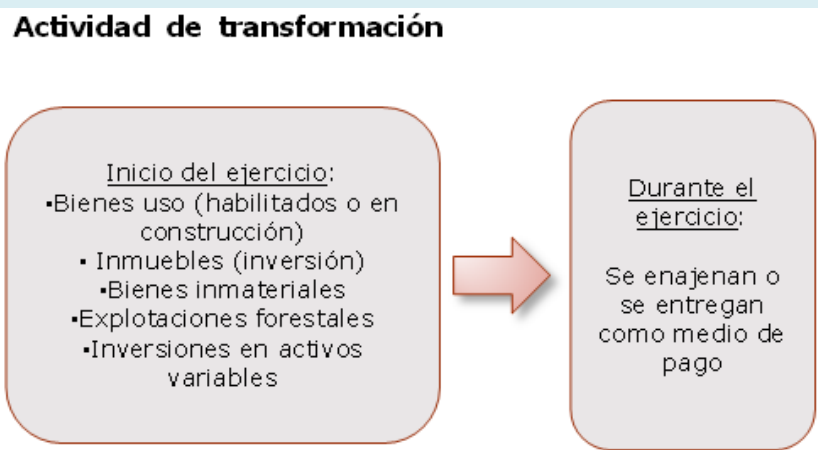 Actividad de transformación
Inicio del ejercicio:
▪Bienes uso (habilitados o en
construcción)
▪ Inmuebles (inversión)
▪Bienes inmateriales
▪Explotaciones forestales
▪Inversiones en activos
variables
Durante el
ejercicio:
Se enajenan o
se entregan
como medio de
pago